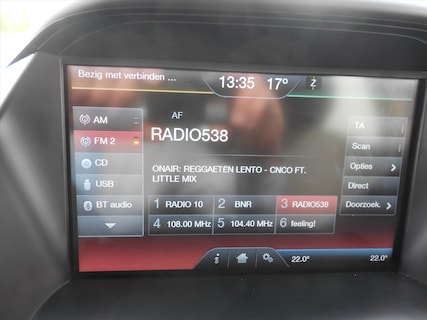 Bezig met verbinden ...
13:35 17°
AM
FM 2
CD
USB
BT audio
AF
RADIO538
ONAIR: REGGAETEN LENTO - CNCO FT.
LITTLE MIX
1 RADIO 10 2 BNR 3 RADIO538
4 108.00 MHz 5 104.40 MHz 6 feeling!
TA
Scan
Opties
Direct
Doorzoek.
i
22.0° 22.0°